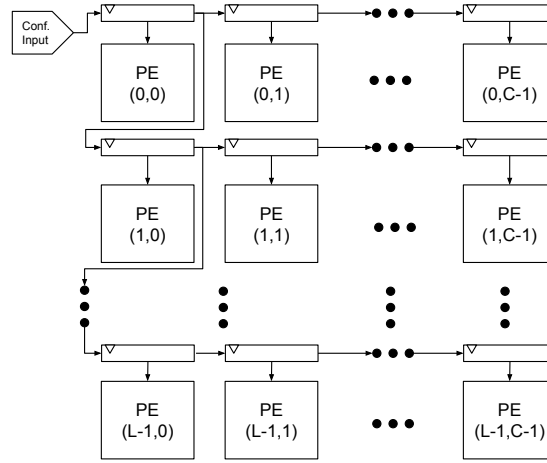 Conf.
Input
PE
(0,0)
PE
(0,1)
PE
(0,C-1)
PE
(1,0)
PE
(1,1)
PE
(1,C-1)
PE
(L-1,0)
PE
(L-1,1)
PE
(L-1,C-1)